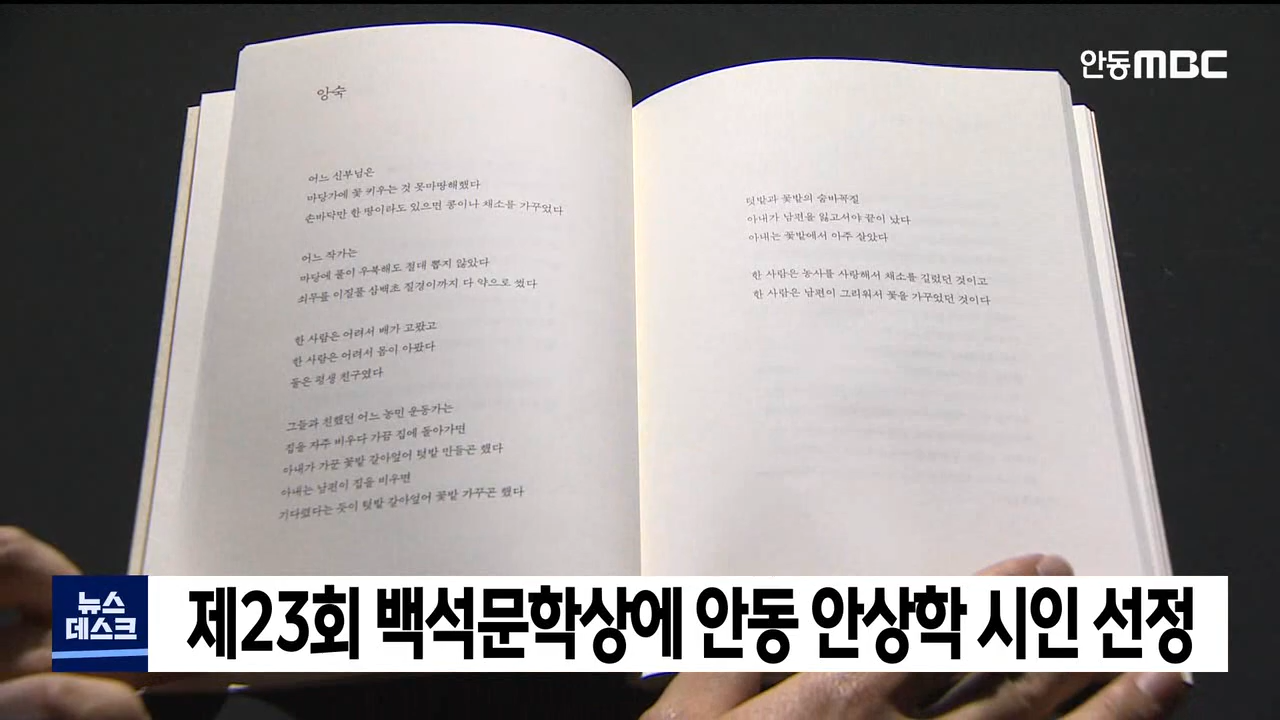 안동MBC
앙숙
어느 신부님은
마당가에 꽃 키우는 것 못마땅해했다
손바닥만 한 땅이라도 있으면 콩이나 채소를 가꾸었다
어느 작가는
마당에 풀이 우북해도 절대 뽑지 않았다
쇠무릎 이질풀 삼백초 질경이까지 다 약으로 썼다
한 사람은 어려서 배가 고팠고
한 사람은 어려서 몸이 아팠다
둘은 평생 친구였다
그들과 친했던 어느 농민 운동가는
집을 자주 비우다 가끔 집에 돌아가면
아내가 가꾼 꽃밭 갈아엎어 텃밭 만들곤 했다
아내는 남편이 집을 비우면
기다렸다는 듯이 텃밭 갈아엎어 꽃밭 가꾸곤 했다
텃밭과 꽃밭의 숨바꼭질
아내가 남편을 잃고서야 끝이 났다
아내는 꽃밭에서 아주 살았다
한 사람은 농사를 사랑해서 채소를 길렀던 것이고
한 사람은 남편이 그리워서 꽃을 가꾸었던 것이다
뉴스
데스크
제23회 백석문학상에 안동 안상학 시인 선정